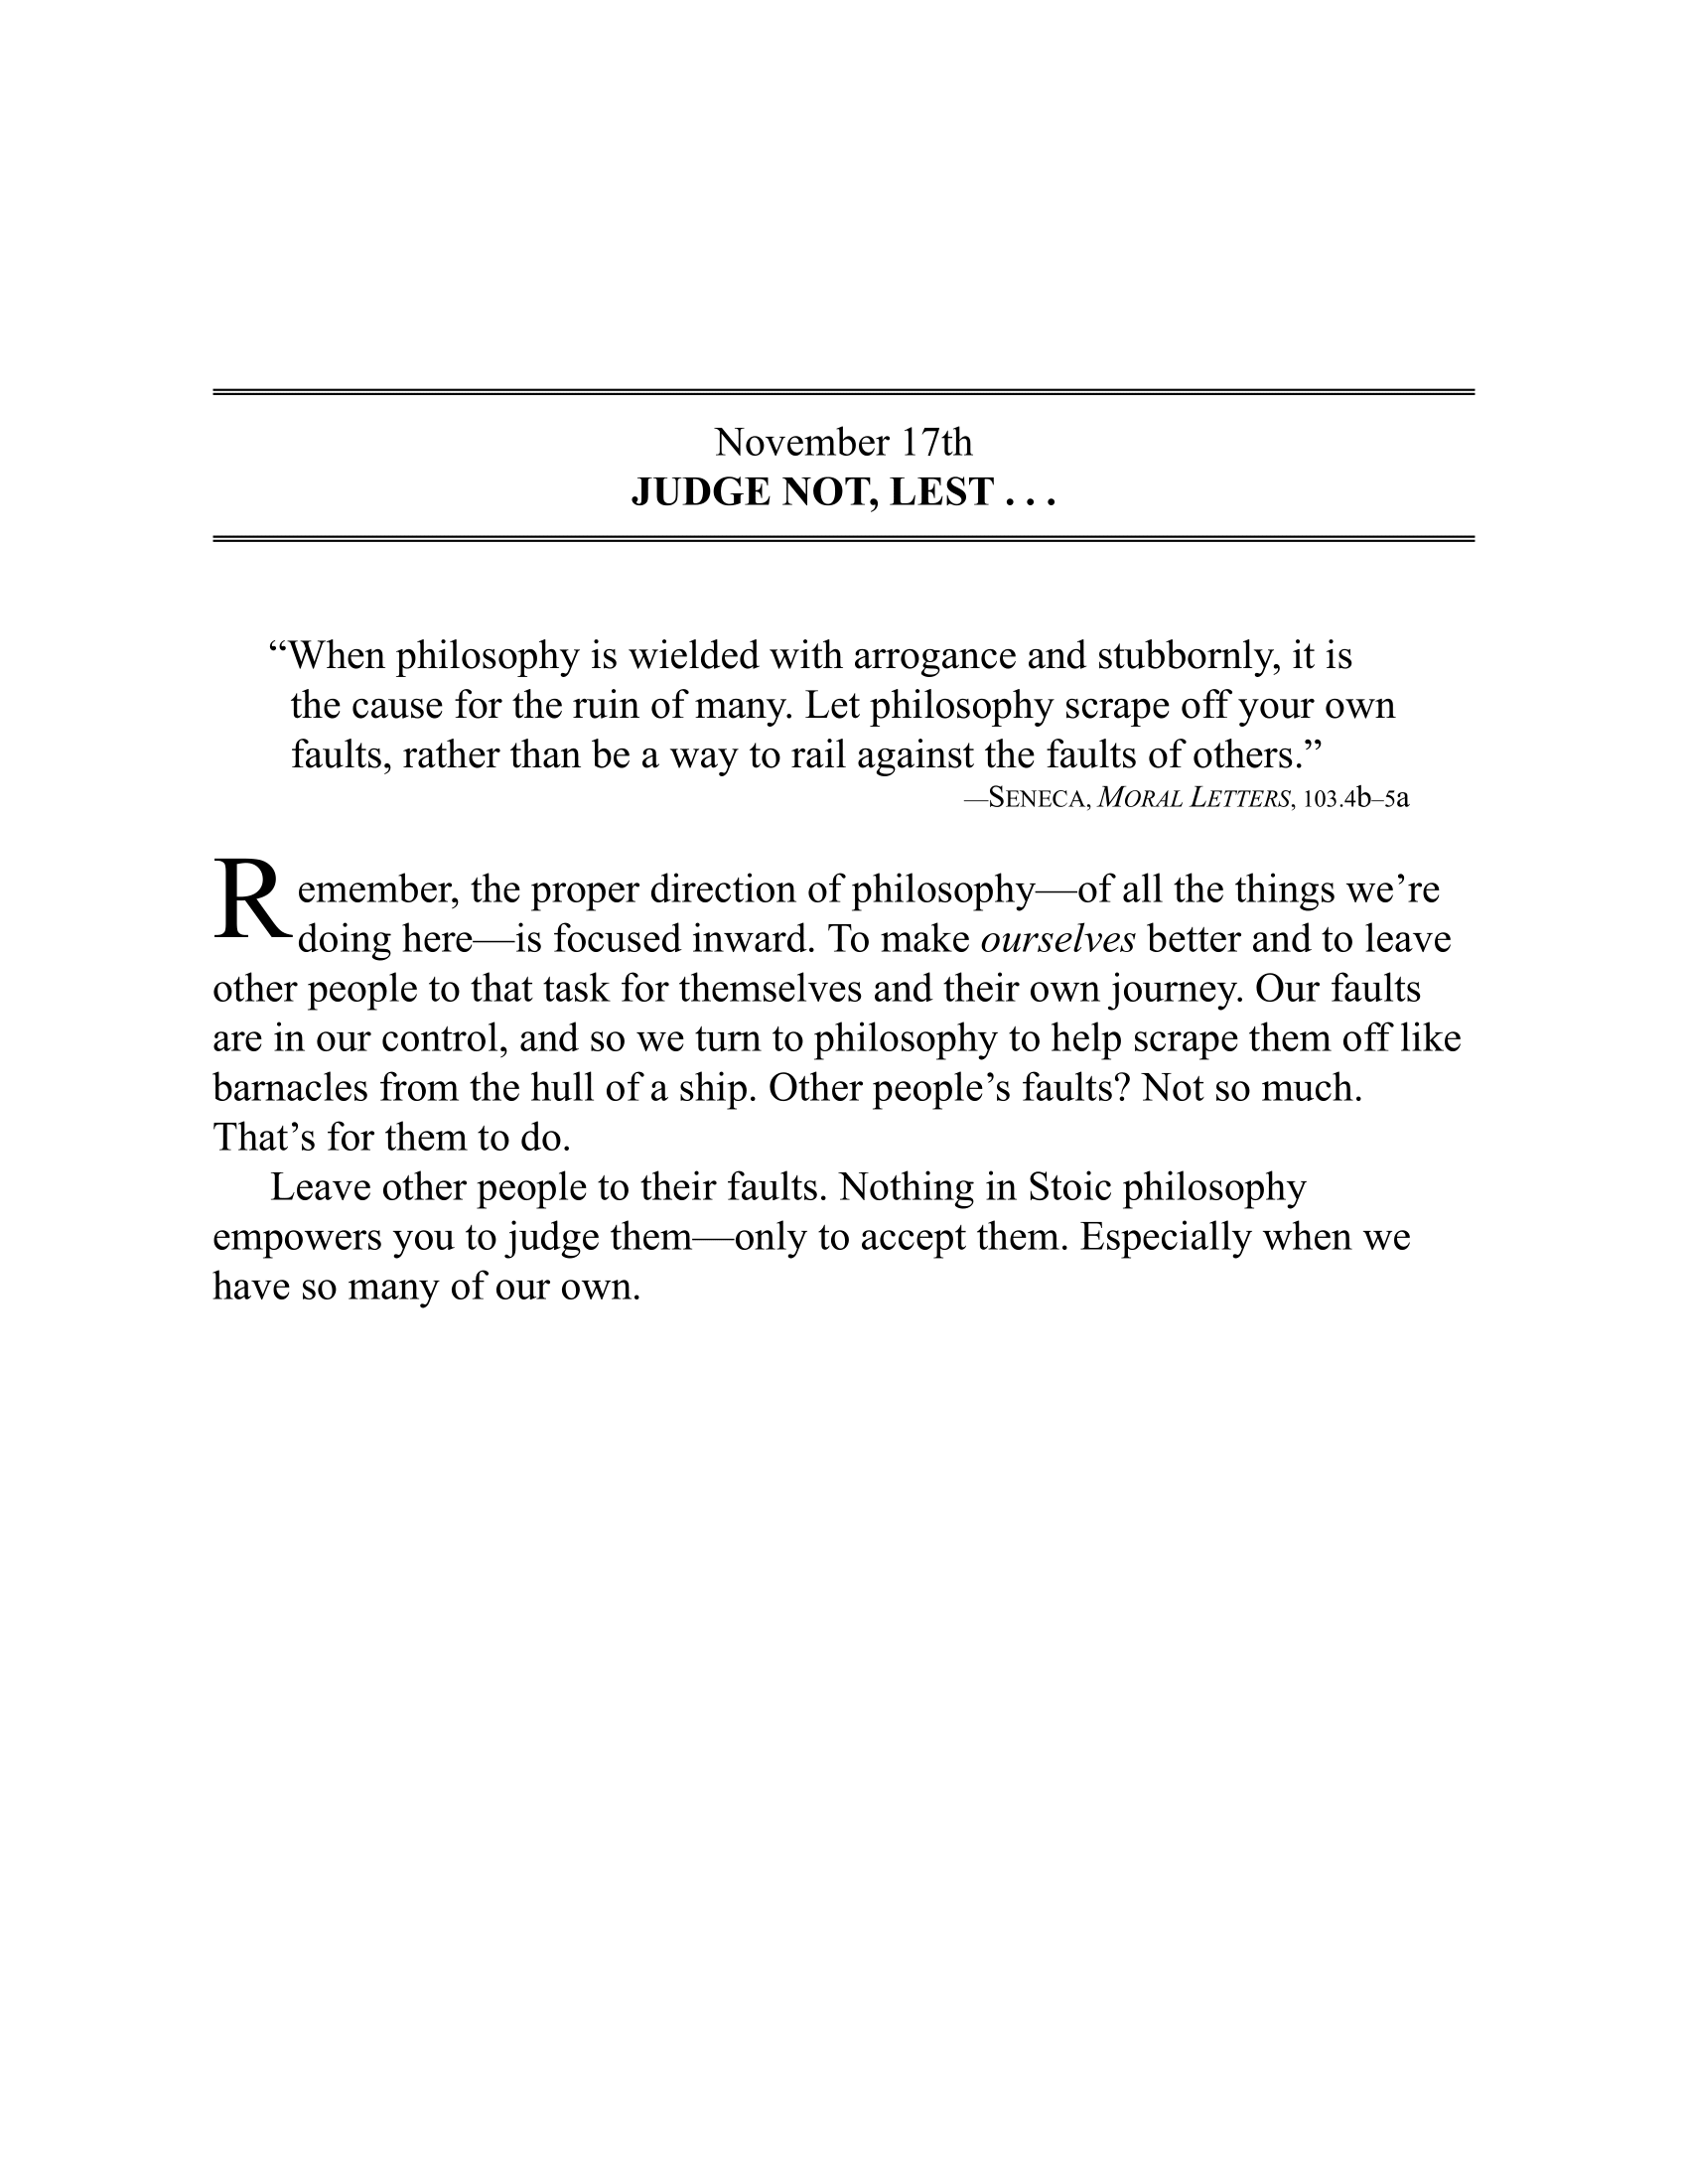 November 17th
JUDGE NOT, LEST . . .
“When philosophy is wielded with arrogance and stubbornly, it is
the cause for the ruin of many. Let philosophy scrape off your own
faults, rather than be a way to rail against the faults of others.”
—SENECA, MORAL LETTERS, 103.4b–5a
Remember, the proper direction of philosophy—of all the things we’re
doing here—is focused inward. To make ourselves better and to leave
other people to that task for themselves and their own journey. Our faults
are in our control, and so we turn to philosophy to help scrape them off like
barnacles from the hull of a ship. Other people’s faults? Not so much.
That’s for them to do.
Leave other people to their faults. Nothing in Stoic philosophy
empowers you to judge them—only to accept them. Especially when we
have so many of our own.